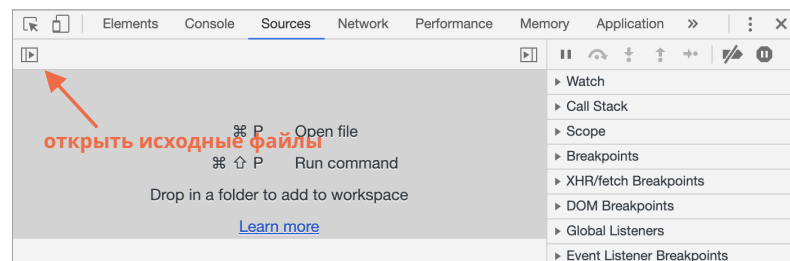 Elements Console Sources Network Performance Memory Application »
Watch
Call Stack
открыть исходные файлы
⌘ P Open file
Scope
⌘ ⇧ P Run command
Breakpoints
Drop in a folder to add to workspace
XHR/fetch Breakpoints
DOM Breakpoints
Learn more
Global Listeners
Event Listener Breakpoints